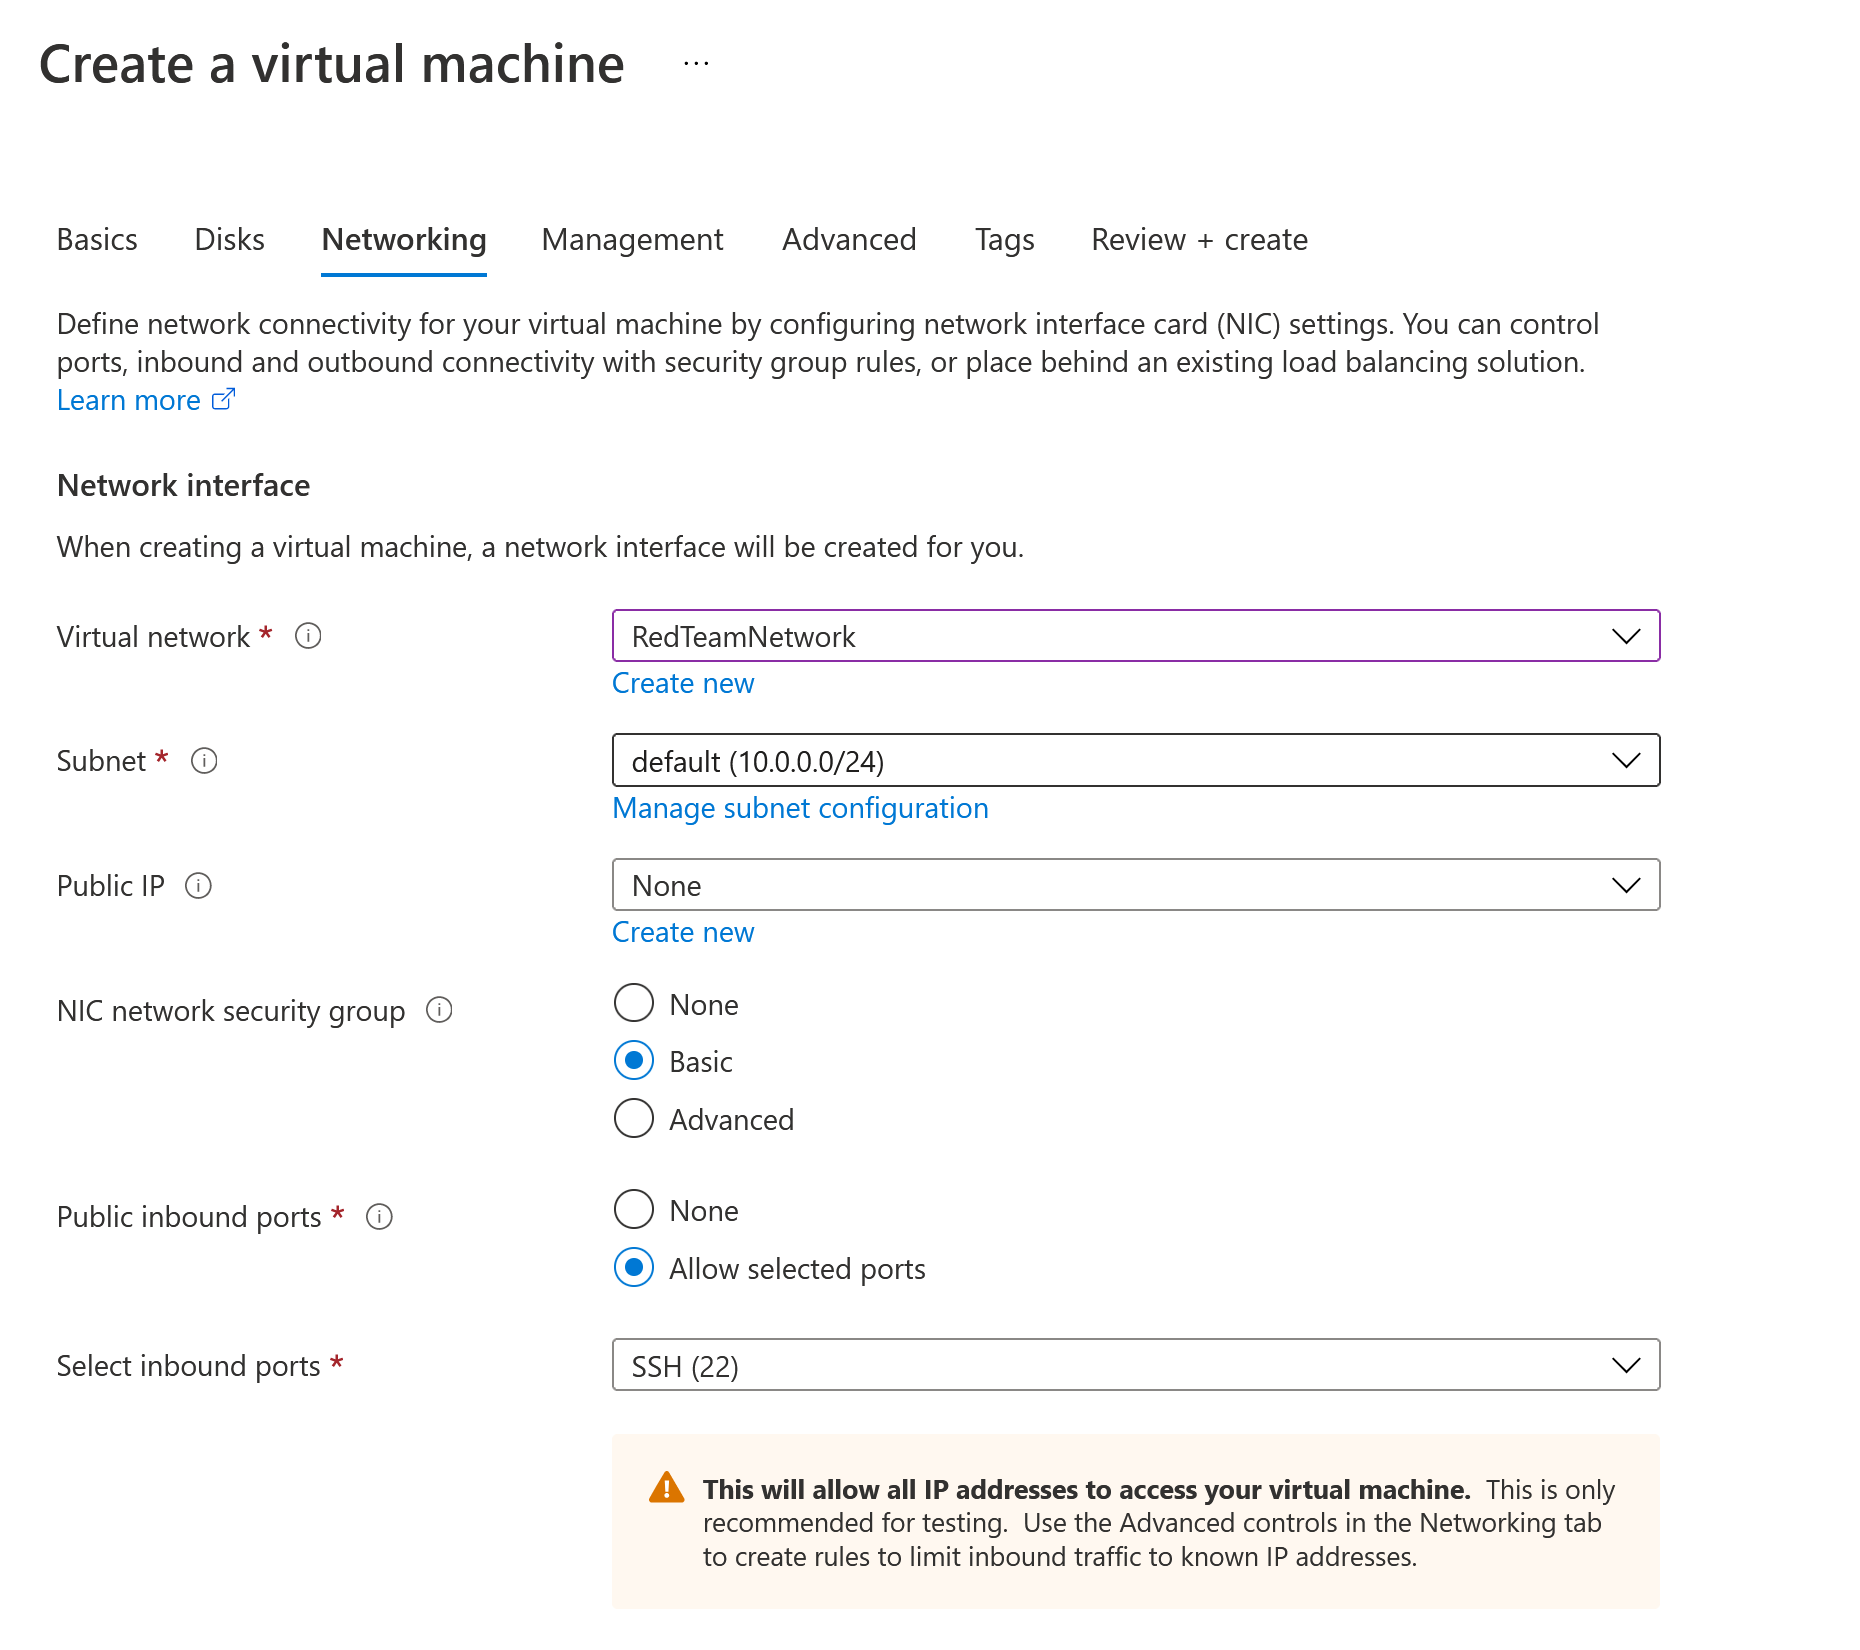 Create a virtual machine ...
Basics Disks Networking Management Advanced Tags Review + create
Define network connectivity for your virtual machine by configuring network interface card (NIC) settings. You can control
ports, inbound and outbound connectivity with security group rules, or place behind an existing load balancing solution.
Learn more
Network interface
When creating a virtual machine, a network interface will be created for you.
Virtual network * RedTeamNetwork
Create new
Subnet * default (10.0.0.0/24)
Manage subnet configuration
Public IP None
Create new
NIC network security group None
Basic
Advanced
Public inbound ports * None
Allow selected ports
Select inbound ports * SSH (22)
This will allow all IP addresses to access your virtual machine. This is only
recommended for testing. Use the Advanced controls in the Networking tab
to create rules to limit inbound traffic to known IP addresses.